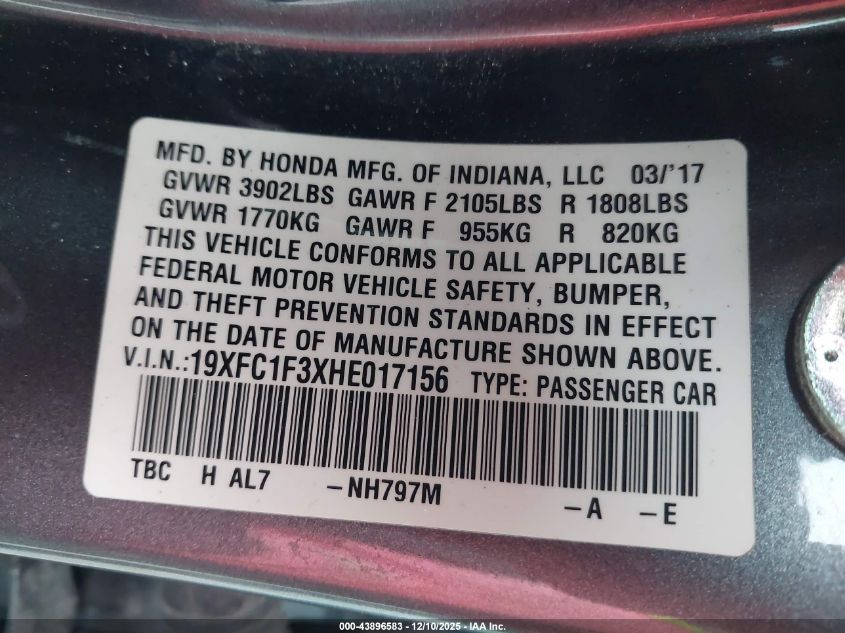 MFD. BY HONDA MFG. OF INDIANA, LLC 03/'17
GVWR 3902LBS GAWR F 2105LBS R 1808LBS
GVWR 1770KG GAWR F 955KG R 820KG
THIS VEHICLE CONFORMS TO ALL APPLICABLE
FEDERAL MOTOR VEHICLE SAFETY, BUMPER,
AND THEFT PREVENTION STANDARDS IN EFFECT
ON THE DATE OF MANUFACTURE SHOWN ABOVE.
V.I.N.:19XFC1F3XHE017156 TYPE: PASSENGER CAR
TBC H AL7 -NH797M -A -E
000-43896583 - 12/10/2025 - IAA Inc.